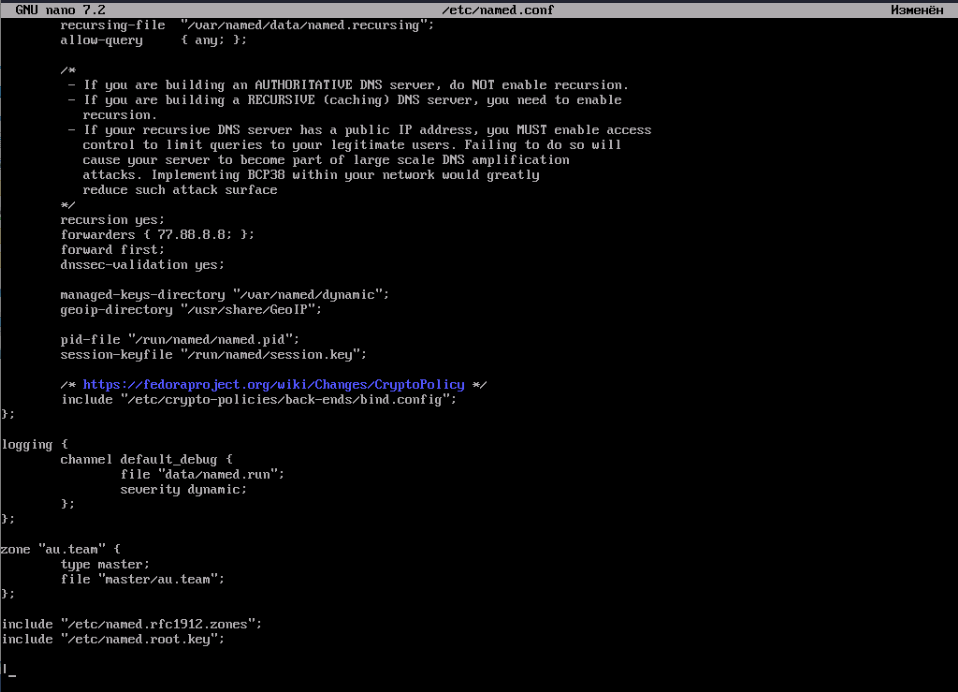 GNU nano 7.2 /etc/named.conf Изменён
recursing-file "/var/named/data/named.recursing";
allow-query { any; };
/*
- If you are building an AUTHORITATIVE DNS server, do NOT enable recursion.
- If you are building a RECURSIVE (caching) DNS server, you need to enable
recursion.
- If your recursive DNS server has a public IP address, you MUST enable access
control to limit queries to your legitimate users. Failing to do so will
cause your server to become part of large scale DNS amplification
attacks. Implementing BCP38 within your network would greatly
reduce such attack surface
*/
recursion yes;
forwarders { 77.88.8.8; };
forward first;
dnssec-validation yes;
managed-keys-directory "/var/named/dynamic";
geoip-directory "/usr/share/GeoIP";
pid-file "/run/named/named.pid";
session-keyfile "/run/named/session.key";
/* https://fedoraproject.org/wiki/Changes/CryptoPolicy */
include "/etc/crypto-policies/back-ends/bind.config";
};
logging {
channel default_debug {
file "data/named.run";
severity dynamic;
};
};
zone "au.team" {
type master;
file "master/au.team";
};
include "/etc/named.rfc1912.zones";
include "/etc/named.root.key";